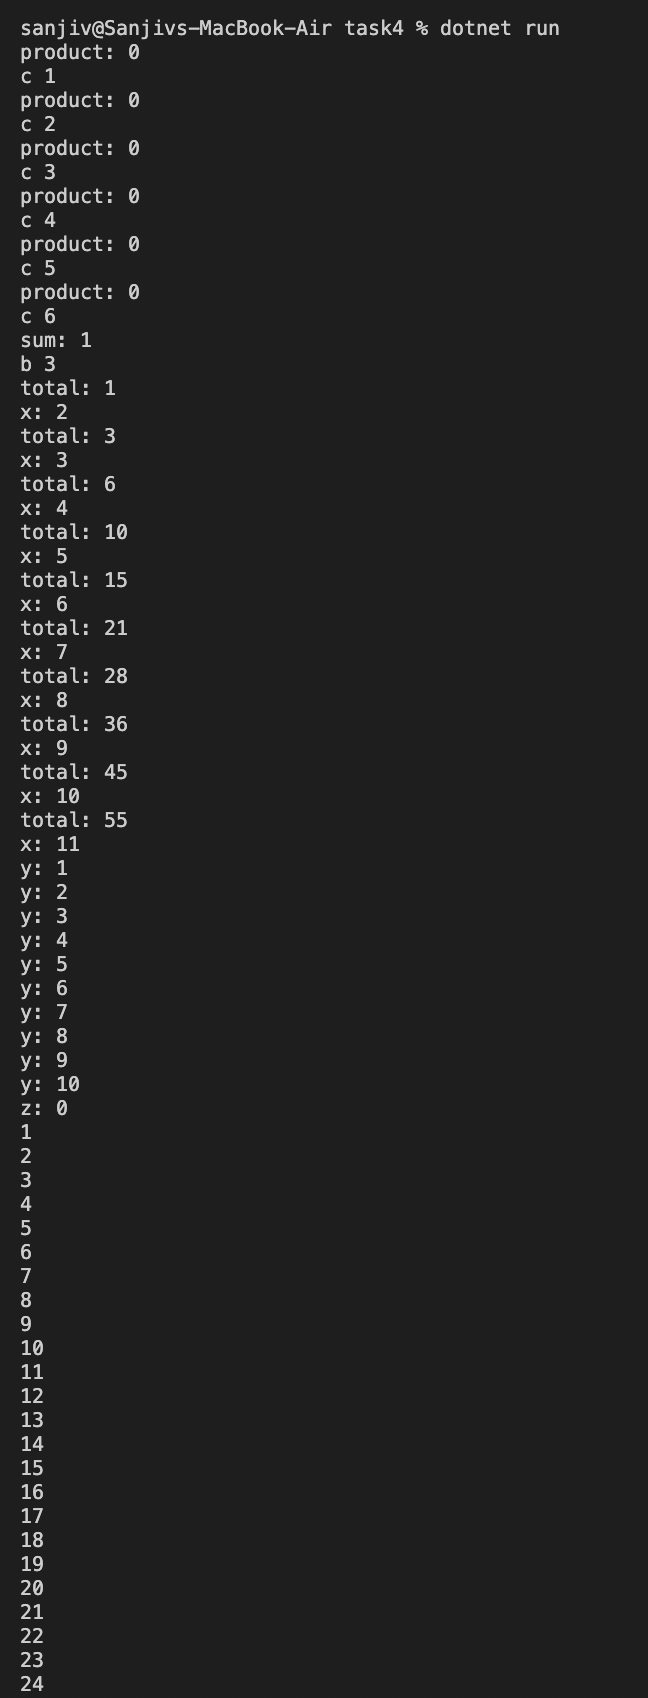 sanjiv@Sanjivs-MacBook-Air task4 % dotnet run
product: 0
c 1
product: 0
c 2
product: 0
c 3
product: 0
c 4
product: 0
c 5
product: 0
c 6
sum: 1
b 3
total: 1
x: 2
total: 3
x: 3
total: 6
x: 4
total: 10
x: 5
total: 15
x: 6
total: 21
x: 7
total: 28
x: 8
total: 36
x: 9
total: 45
x: 10
total: 55
x: 11
y: 1
y: 2
y: 3
y: 4
y: 5
y: 6
y: 7
y: 8
y: 9
y: 10
z: 0
1
2
3
4
5
6
7
8
9
10
11
12
13
14
15
16
17
18
19
20
21
22
23
24